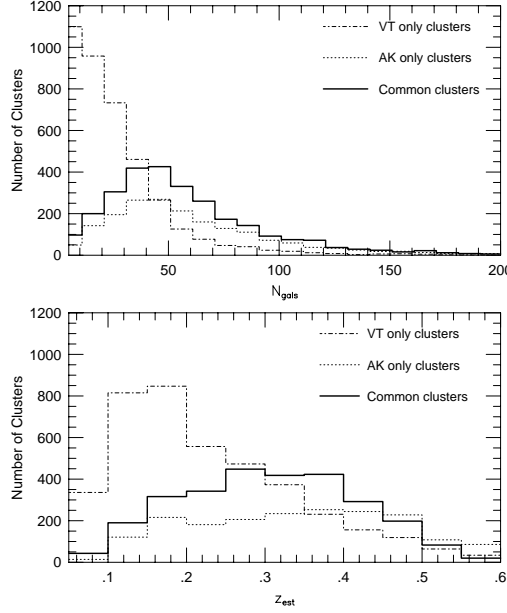 1200
1000
800
600
400
200
0
Number of Clusters
VT only clusters
AK only clusters
Common clusters
50 100 150 200
Ngals
1200
1000
800
600
400
200
0
Number of Clusters
VT only clusters
AK only clusters
Common clusters
.1 .2 .3 .4 .5 .6
zest